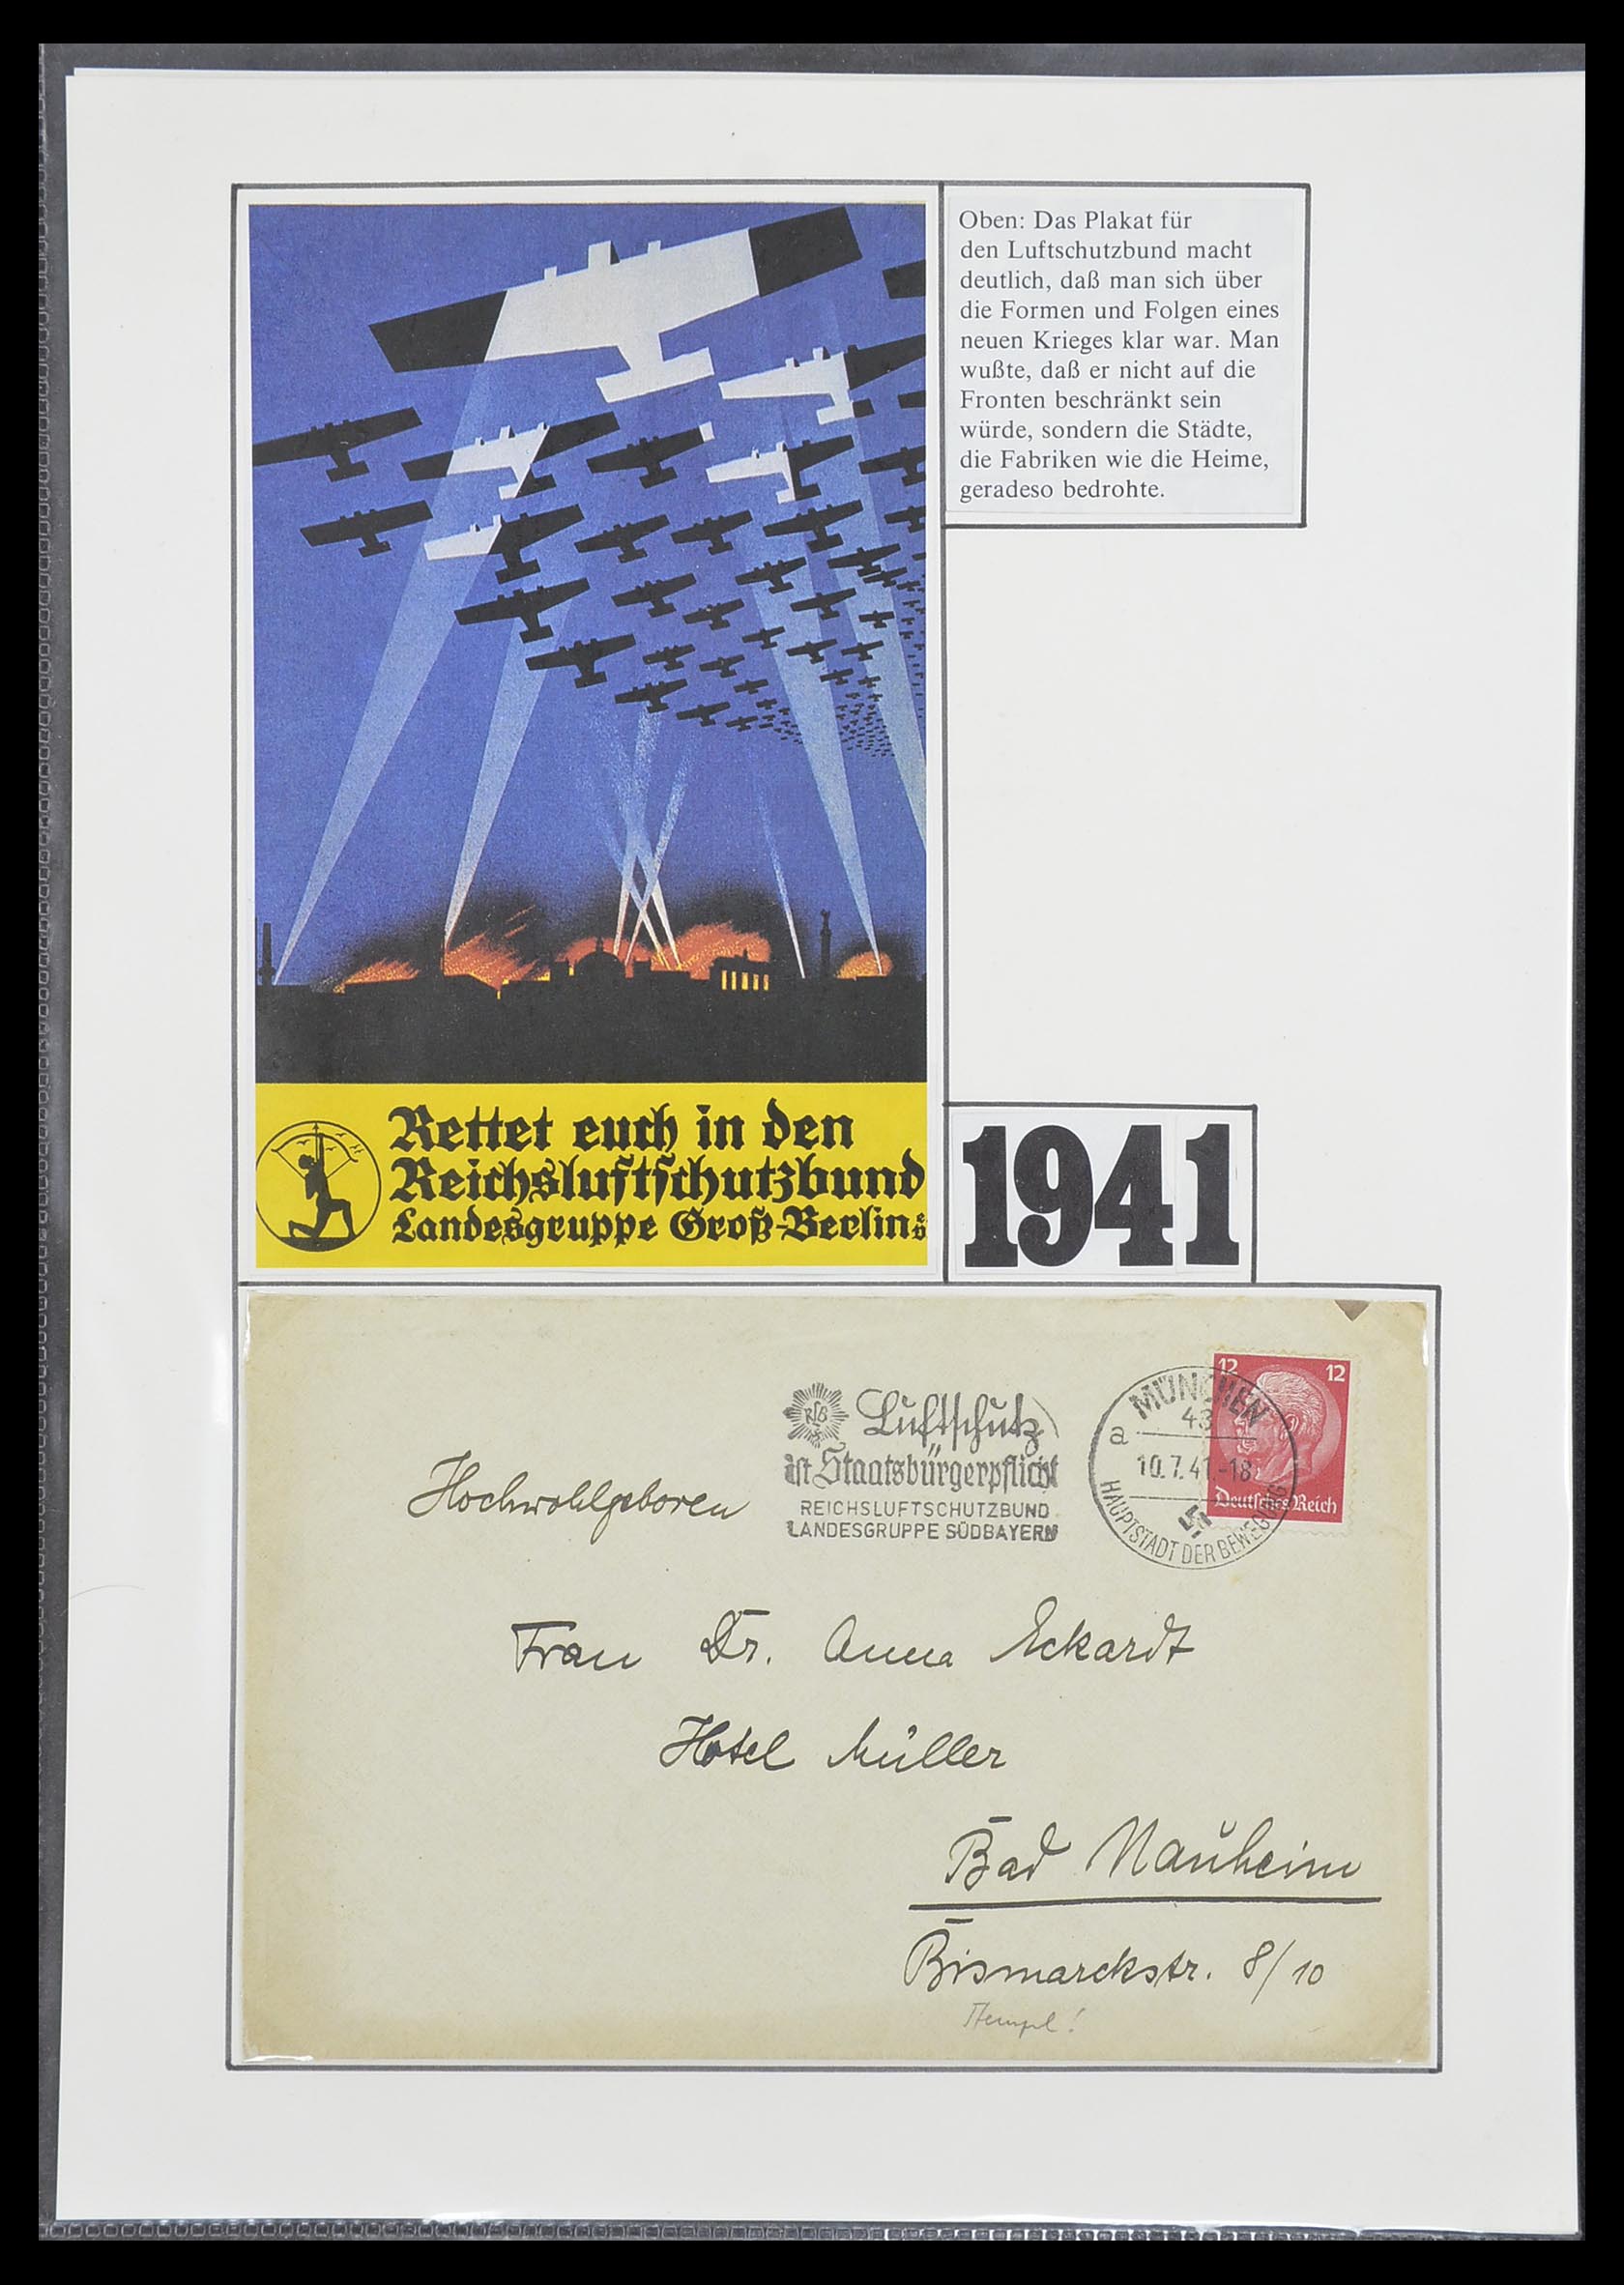 Oben: Das Plakat für
den Luftschutzbund macht
deutlich, daß man sich über
die Formen und Folgen eines
neuen Krieges klar war. Man
wußte, daß er nicht auf die
Fronten beschränkt sein
würde, sondern die Städte,
die Fabriken wie die Heime,
geradeso bedrohte.
Rettet euch in den
Reichsluftschutzbund
Landesgruppe Groß-Berlin
1941
RLB
Luftschutz
ist Staatsbürgerpflicht
REICHSLUFTSCHUTZBUND
LANDESGRUPPE SÜDBAYERN
MÜNCHEN
43
a
10.7.41.-18
HAUPTSTADT DER BEWEGUNG
12 12
Deutsches Reich
Hochwohlgeboren
Frau Dr. Anna Eckardt
Hotel Müller
Bad Nauheim
Bismarckstr. 8/10
Stempel!